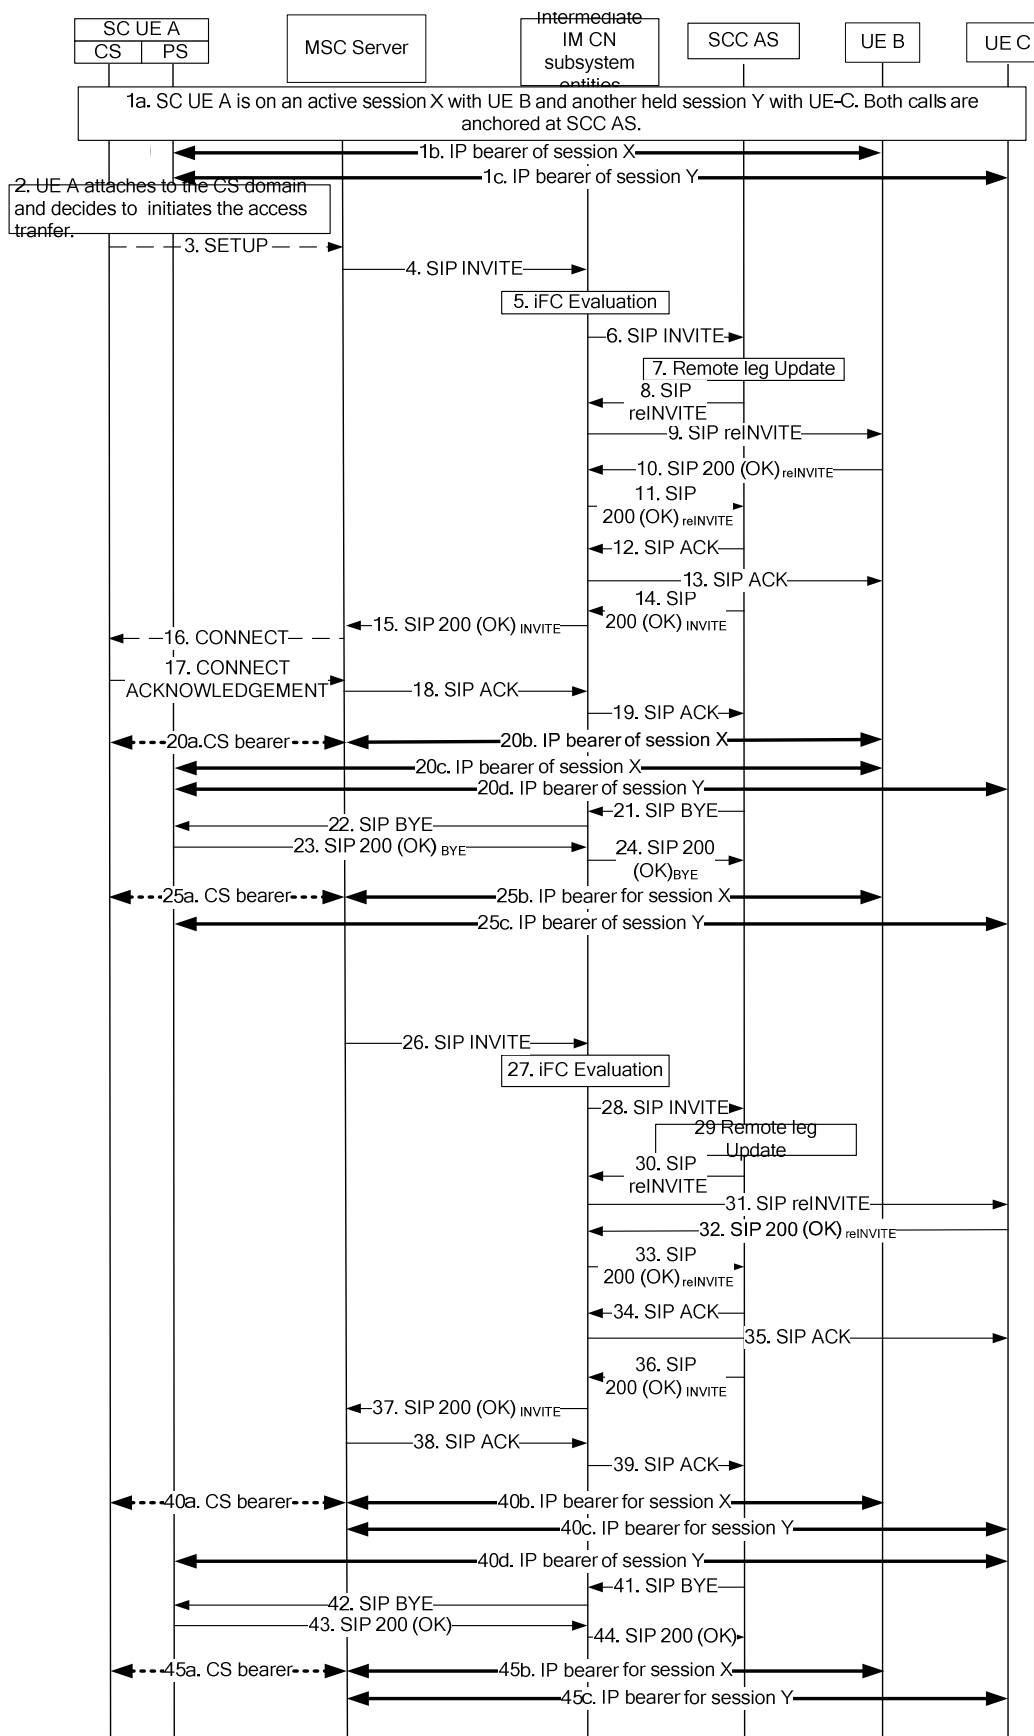 SC UE A
CS
PS
MSC Server
Intermediate
IM CN
subsystem
entities
SCC AS
UE B
UE C
1a. SC UE A is on an active session X with UE B and another held session Y with UE-C. Both calls are
anchored at SCC AS.
1b. IP bearer of session X
1c. IP bearer of session Y
2. UE A attaches to the CS domain
and decides to initiates the access
tranfer.
3. SETUP
4. SIP INVITE
5. iFC Evaluation
6. SIP INVITE
7. Remote leg Update
8. SIP
reINVITE
9. SIP reINVITE
10. SIP 200 (OK) reINVITE
11. SIP
200 (OK) reINVITE
12. SIP ACK
13. SIP ACK
14. SIP
200 (OK) INVITE
15. SIP 200 (OK) INVITE
16. CONNECT
17. CONNECT
ACKNOWLEDGEMENT
18. SIP ACK
19. SIP ACK
20a.CS bearer
20b. IP bearer of session X
20c. IP bearer of session X
20d. IP bearer of session Y
21. SIP BYE
22. SIP BYE
23. SIP 200 (OK) BYE
24. SIP 200
(OK)BYE
25a. CS bearer
25b. IP bearer for session X
25c. IP bearer of session Y
26. SIP INVITE
27. iFC Evaluation
28. SIP INVITE
29 Remote leg
Update
30. SIP
reINVITE
31. SIP reINVITE
32. SIP 200 (OK) reINVITE
33. SIP
200 (OK) reINVITE
34. SIP ACK
35. SIP ACK
36. SIP
200 (OK) INVITE
37. SIP 200 (OK) INVITE
38. SIP ACK
39. SIP ACK
40a. CS bearer
40b. IP bearer for session X
40c. IP bearer for session Y
40d. IP bearer of session Y
41. SIP BYE
42. SIP BYE
43. SIP 200 (OK)
44. SIP 200 (OK)
45a. CS bearer
45b. IP bearer for session X
45c. IP bearer for session Y